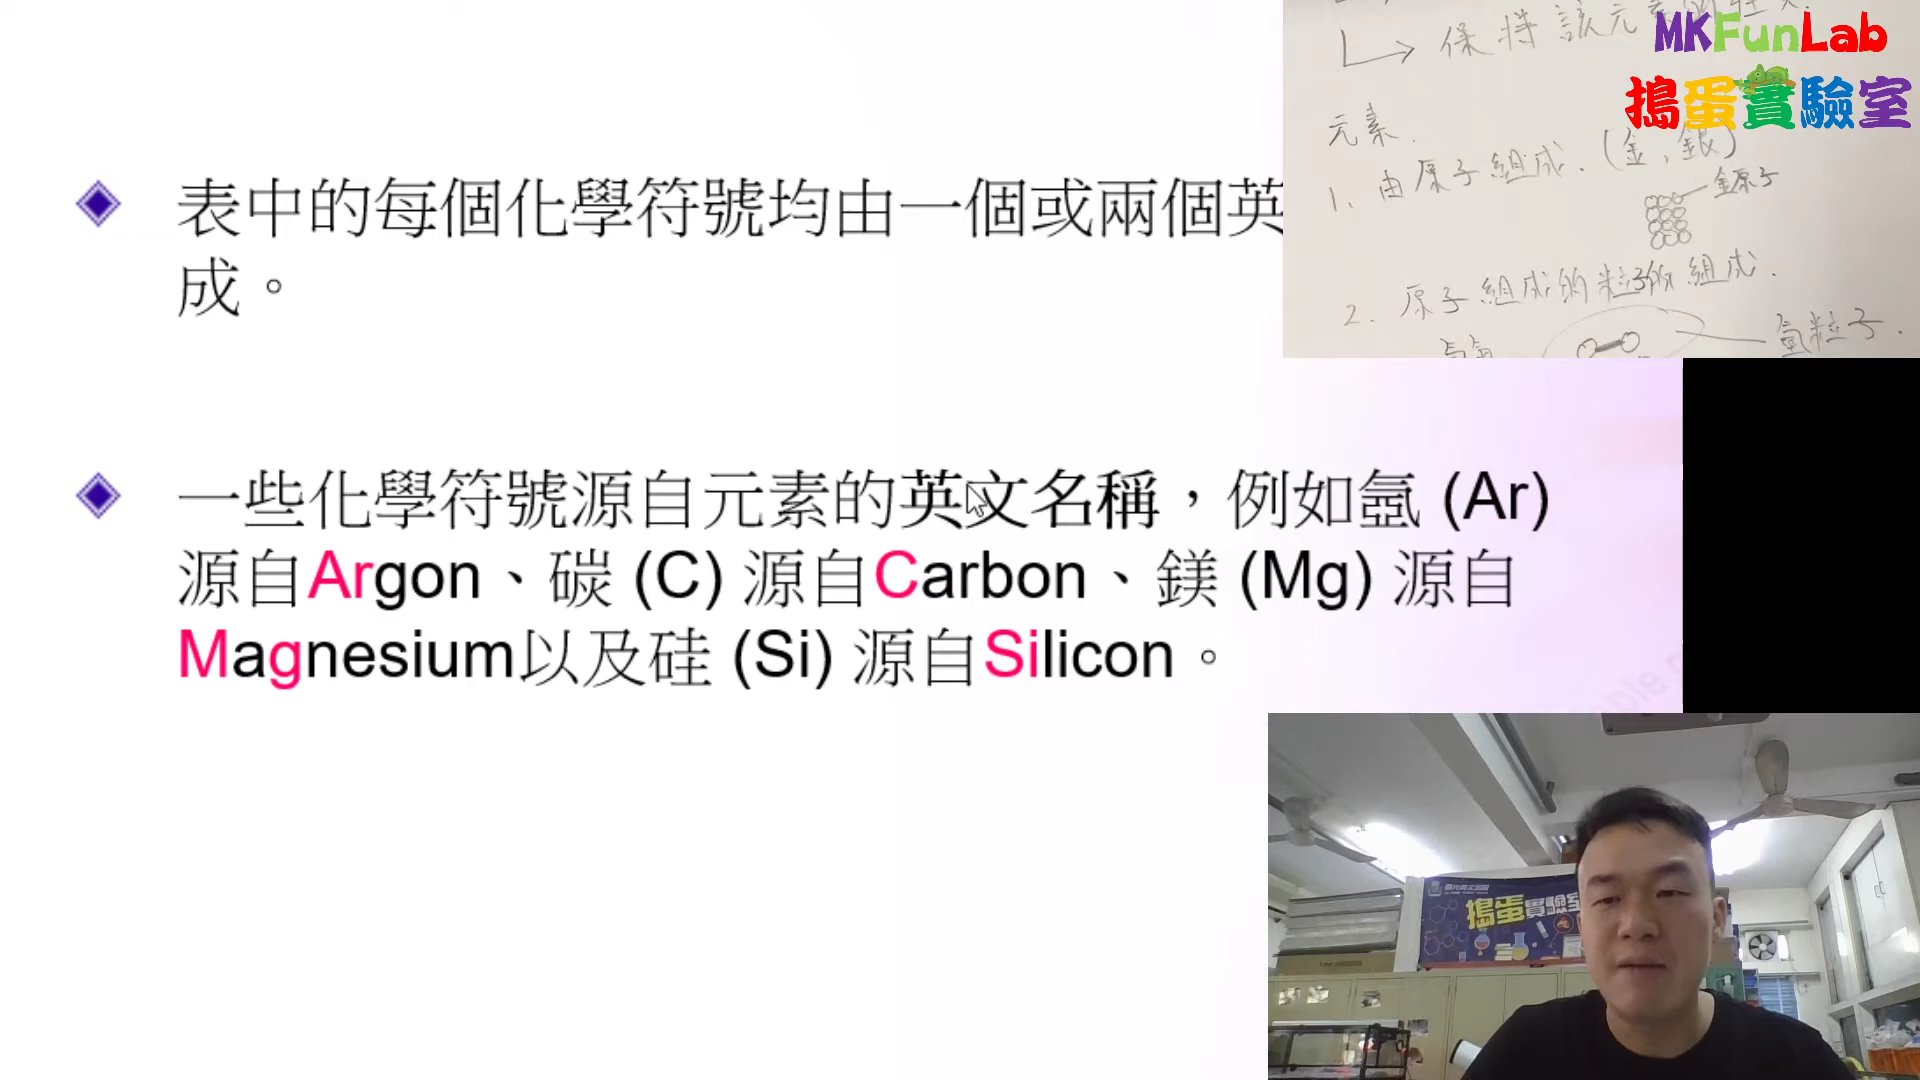 表中的每個化學符號均由一個或兩個英
成。
一些化學符號源自元素的英文名稱，例如氬 (Ar)
源自Argon、碳 (C) 源自Carbon、鎂 (Mg) 源自
Magnesium以及硅 (Si) 源自Silicon。
保持該元素的
MKFunLab
搗蛋實驗室
元素.
1. 由原子組成. (金,銀)
金原子
2. 原子組成的粒子所組成.
氫粒子.
搗蛋實驗室